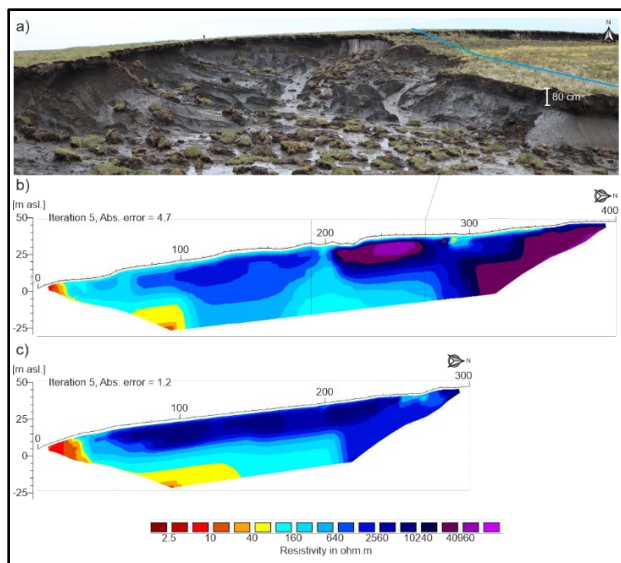 a)
N
80 cm
b)
[m asl.]
N
Iteration 5, Abs. error = 4.7
400
50
300
200
25
100
0
0
-25
c)
[m asl.]
N
Iteration 5, Abs. error = 1.2
300
50
200
25
100
0
0
-25
2.5 10 40 160 640 2560 10240 40960
Resistivity in ohm.m